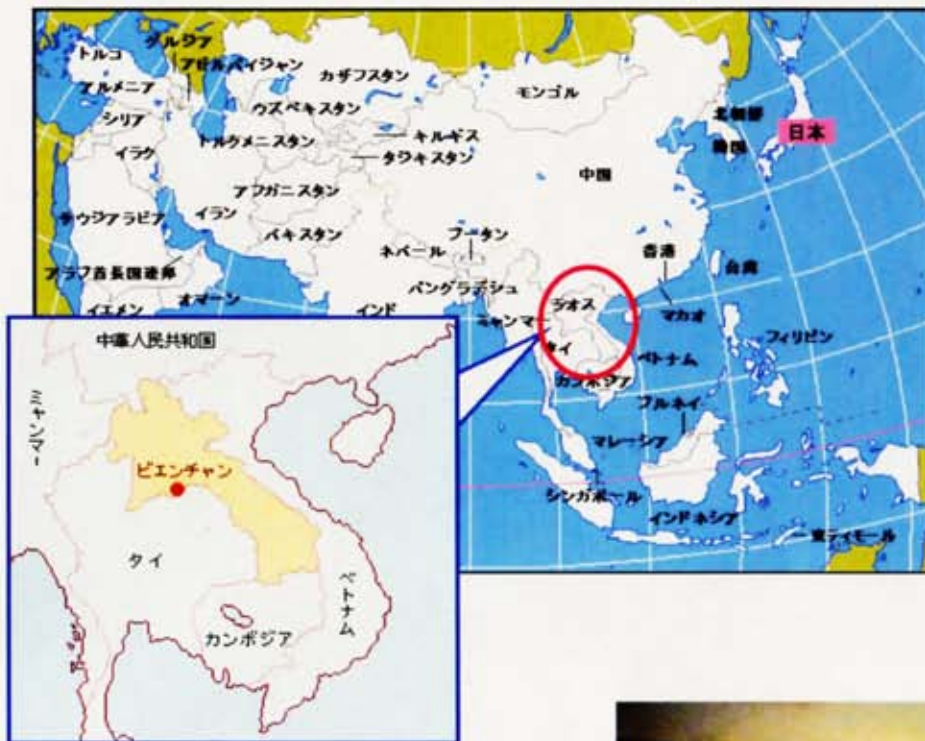 グルジア
トルコ
アゼルバイジャン
カザフスタン
アルメニア
モンゴル
シリア
ウズベキスタン
北朝鮮
日本
イラク
トルクメニスタン
キルギス
韓国
タジキスタン
中国
アフガニスタン
サウジアラビア
イラン
パキスタン
ネパール
ブータン
香港
台湾
アラブ首長国連邦
バングラデシュ
イエメン
オマーン
インド
ラオス
ミャンマー
マカオ
フィリピン
タイ
ベトナム
カンボジア
ブルネイ
マレーシア
シンガポール
インドネシア
東ティモール
中華人民共和国
ミャンマー
ビエンチャン
タイ
ベトナム
カンボジア